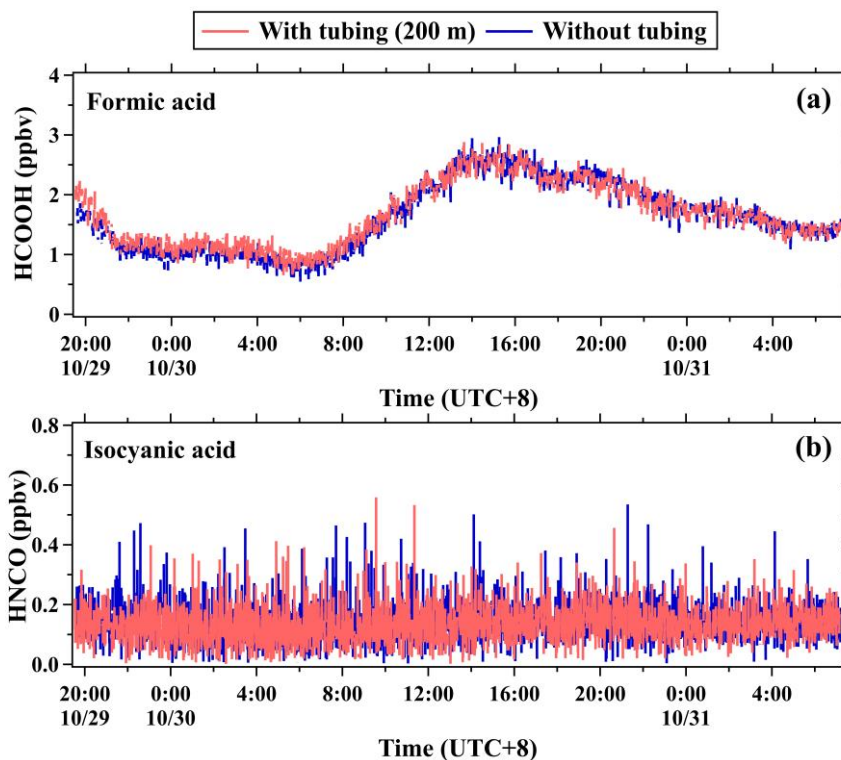 With tubing (200 m) Without tubing
Formic acid
(a)
HCOOH (ppbv)
4
3
2
1
0
20:00 0:00 4:00 8:00 12:00 16:00 20:00 0:00 4:00
10/29 10/30 10/31
Time (UTC+8)
Isocyanic acid
(b)
HNCO (ppbv)
0.8
0.6
0.4
0.2
0.0
20:00 0:00 4:00 8:00 12:00 16:00 20:00 0:00 4:00
10/29 10/30 10/31
Time (UTC+8)